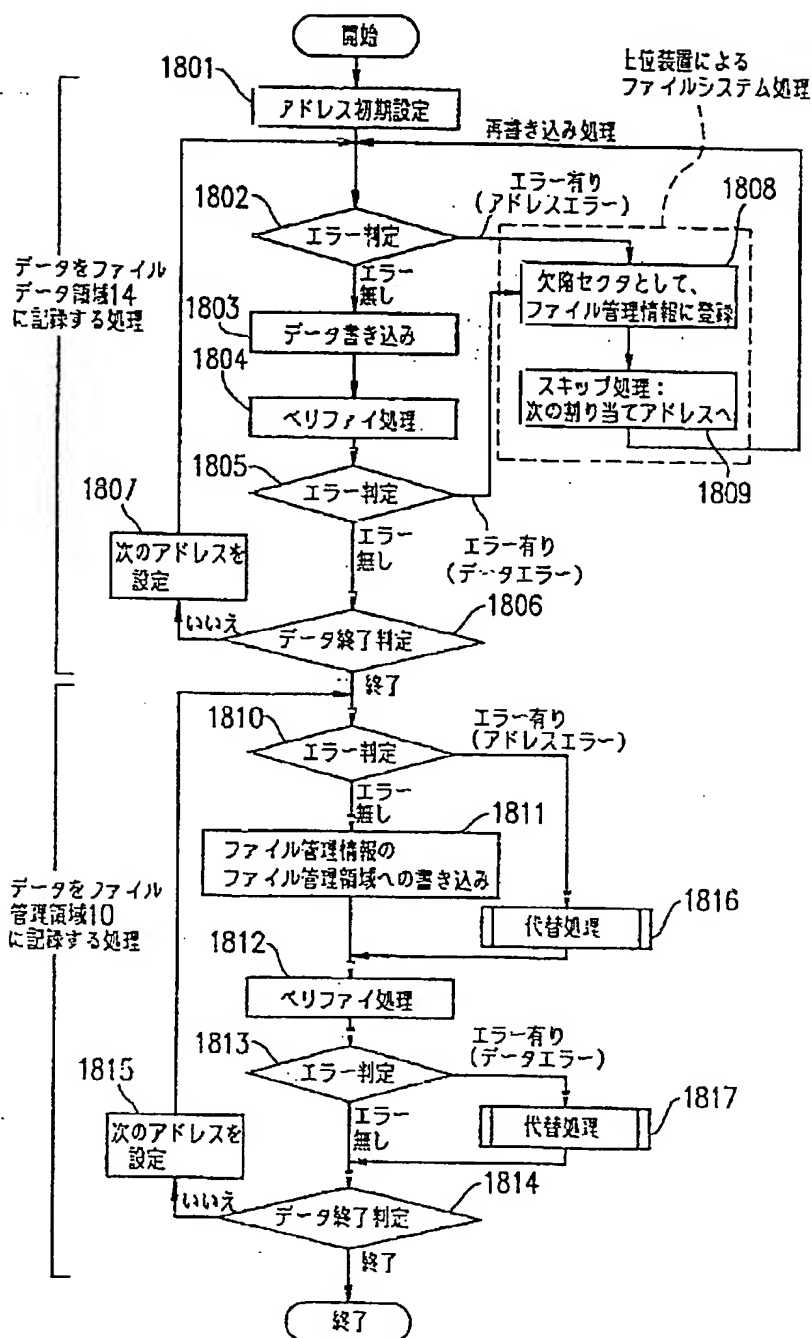 開始
1801
アドレス初期設定
上位装置による
ファイルシステム処理
再書き込み処理
1802
エラー判定
エラー有り
(アドレスエラー)
1808
欠陥セクタとして、
ファイル管理情報に登録
エラー
無し
データをファイル
データ領域14
に記録する処理
1803
データ書き込み
1804
ベリファイ処理
スキップ処理:
次の割り当てアドレスへ
1809
1805
エラー判定
1807
次のアドレスを
設定
エラー
無し
エラー有り
(データエラー)
1806
いいえ
データ終了判定
終了
1810
エラー判定
エラー有り
(アドレスエラー)
エラー
無し
1811
ファイル管理情報の
ファイル管理領域への書き込み
データをファイル
管理領域10
に記録する処理
代替処理
1816
1812
ベリファイ処理
1813
エラー判定
エラー有り
(データエラー)
1815
次のアドレスを
設定
エラー
無し
代替処理
1817
1814
いいえ
データ終了判定
終了
終了